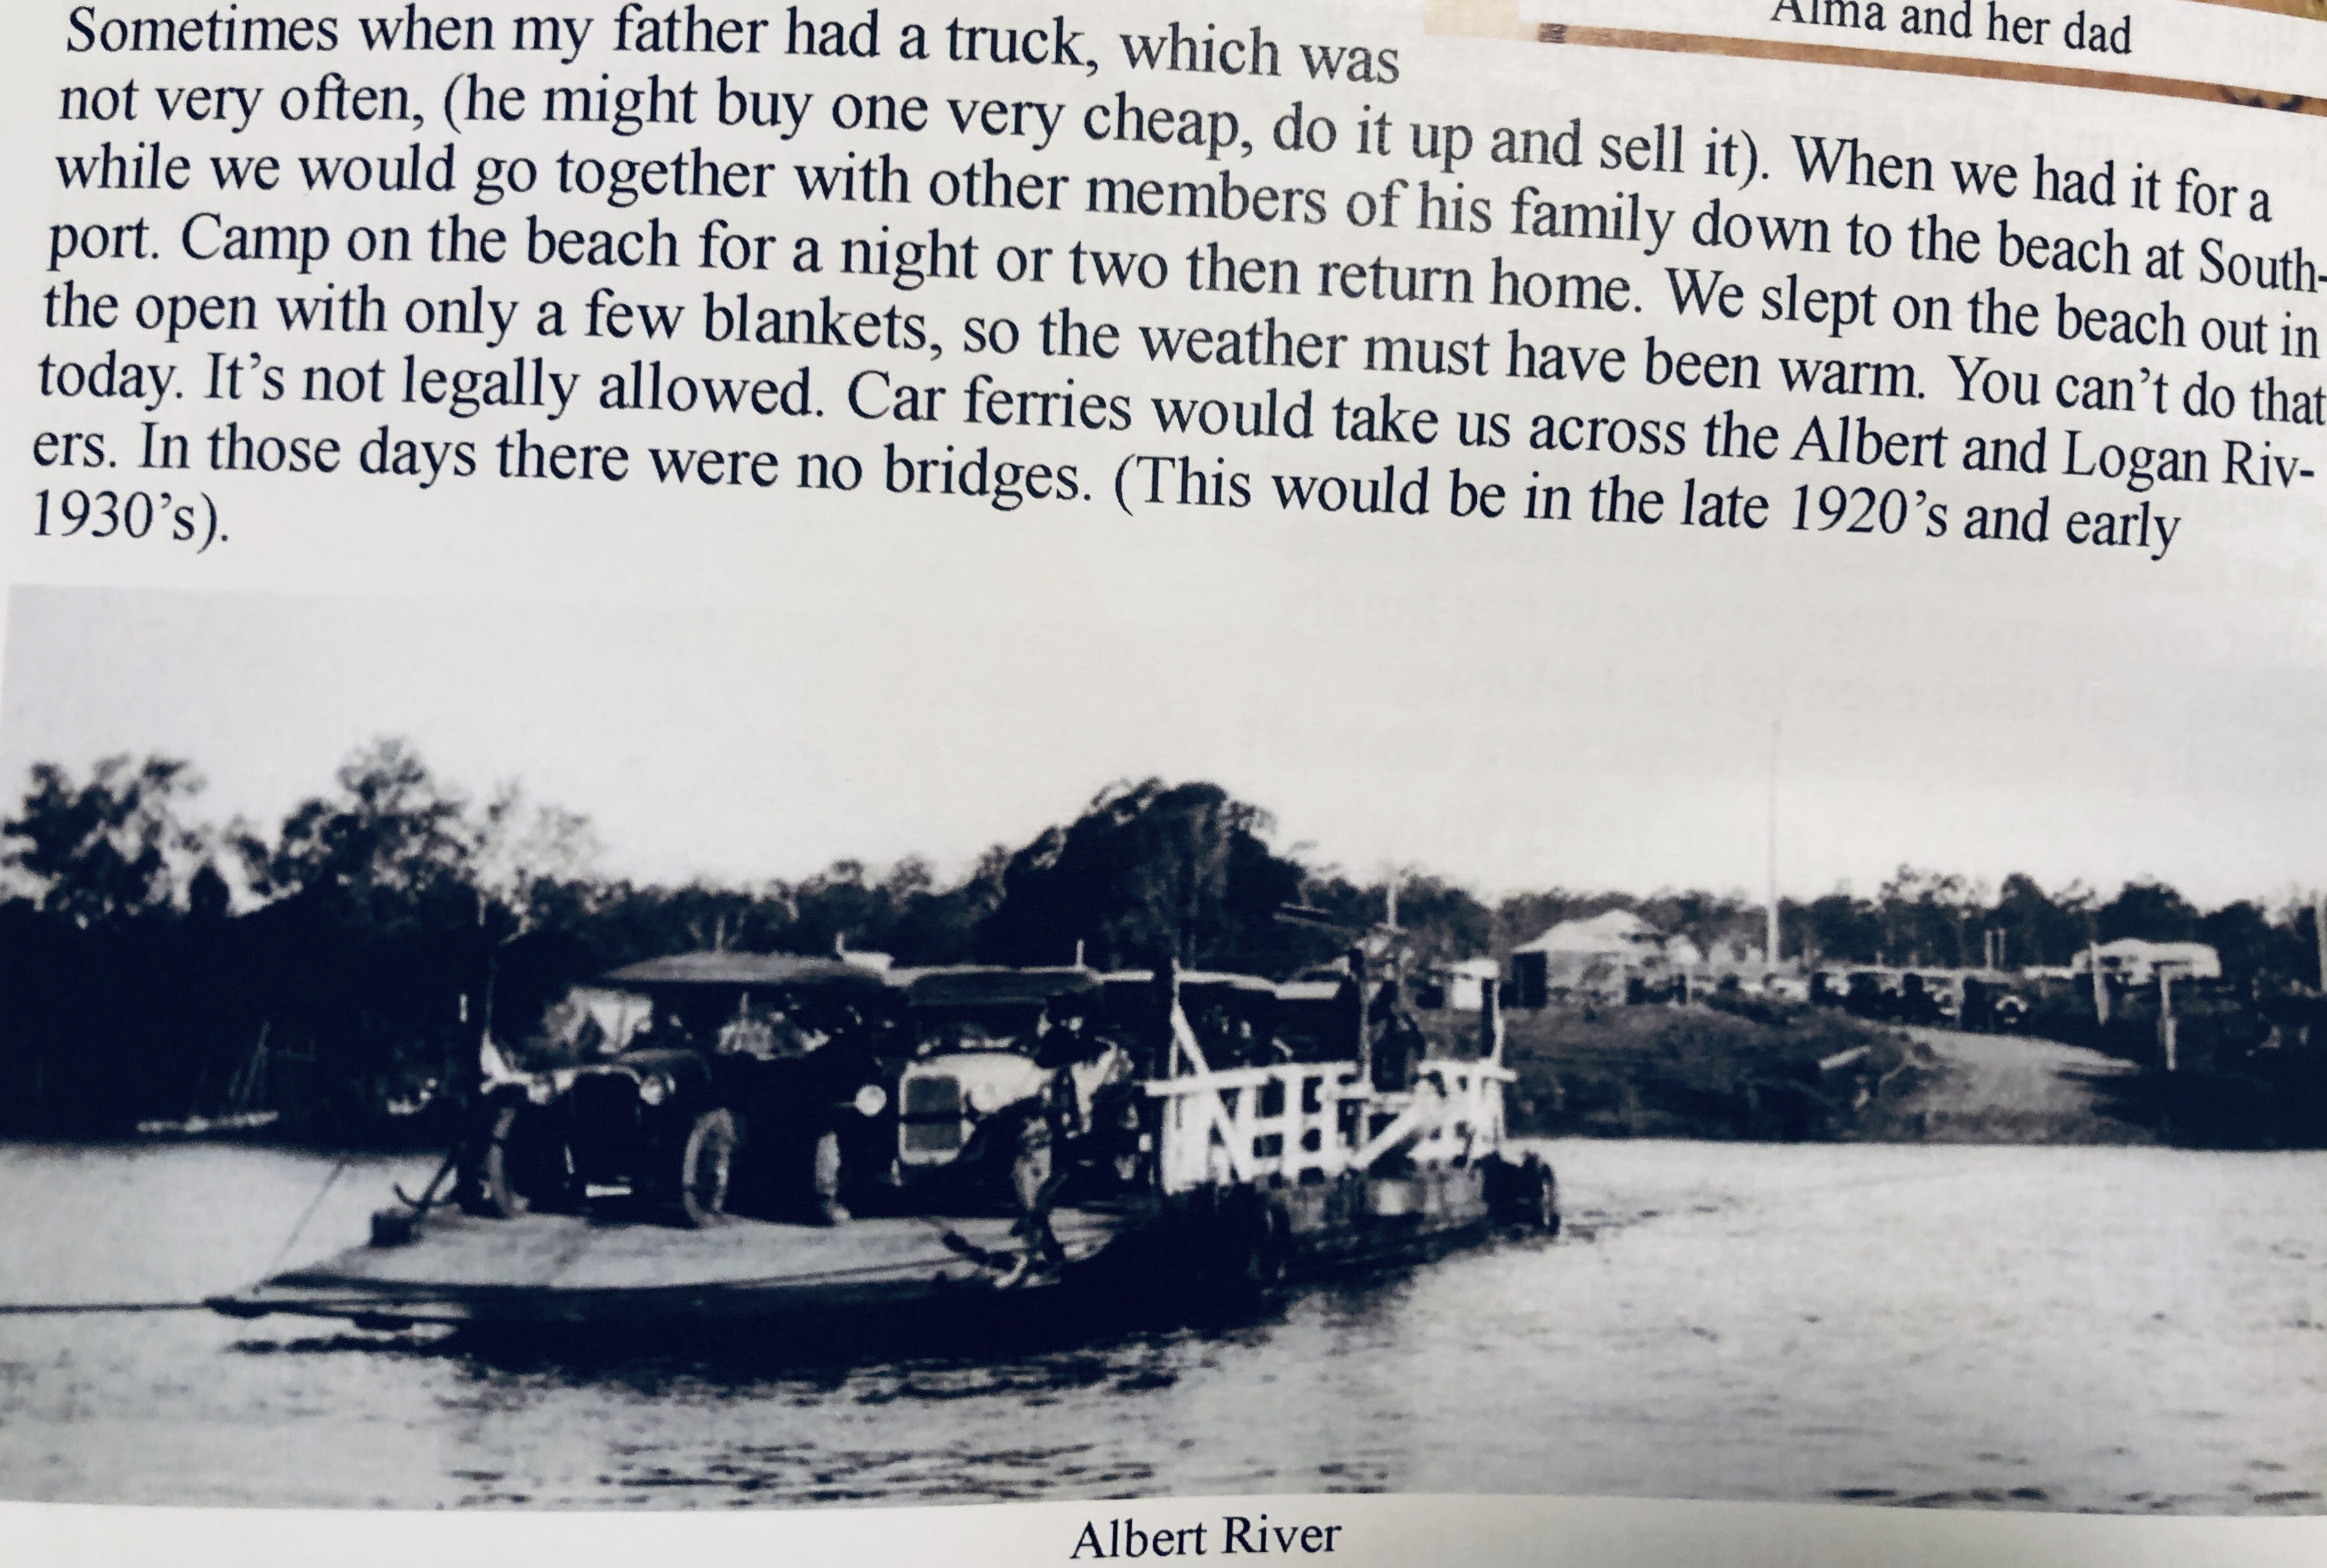 Alma and her dad
Sometimes when my father had a truck, which was
not very often, (he might buy one very cheap, do it up and sell it). When we had it for a
while we would go together with other members of his family down to the beach at South-
port. Camp on the beach for a night or two then return home. We slept on the beach out in
the open with only a few blankets, so the weather must have been warm. You can’t do that
today. It’s not legally allowed. Car ferries would take us across the Albert and Logan Riv-
ers. In those days there were no bridges. (This would be in the late 1920’s and early
1930’s).
Albert River